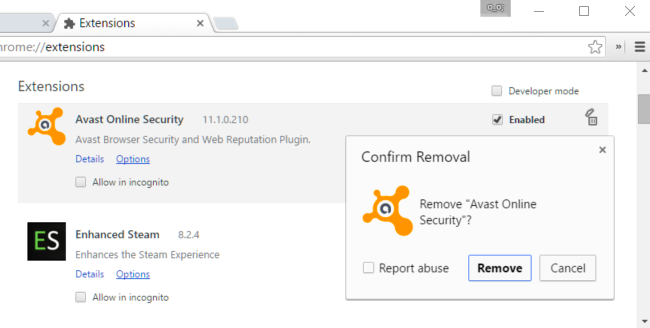 0.0:
Extensions
hrome://extensions
»
Extensions
Developer mode
Avast Online Security 11.1.0.210
Enabled
Avast Browser Security and Web Reputation Plugin.
Details Options
Allow in incognito
Confirm Removal
Remove "Avast Online
Security"?
Report abuse
Remove
Cancel
ES
Enhanced Steam 8.2.4
Enhances the Steam Experience
Details Options
Allow in incognito